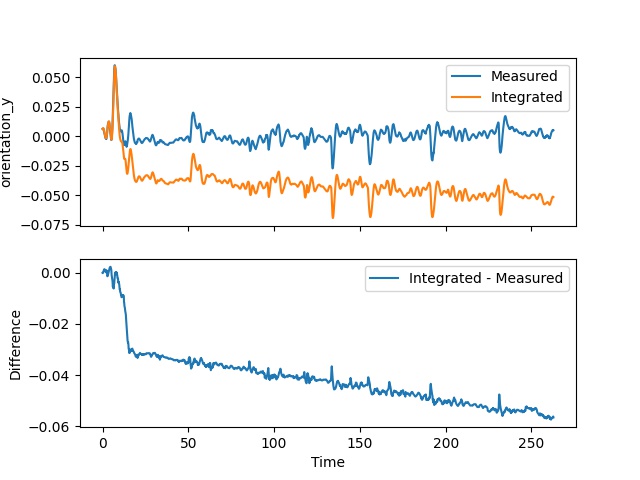 orientation_y
0.050
0.025
0.000
−0.025
−0.050
−0.075
Measured
Integrated
Difference
0.00
−0.02
−0.04
−0.06
Integrated - Measured
0
50
100
150
200
250
Time